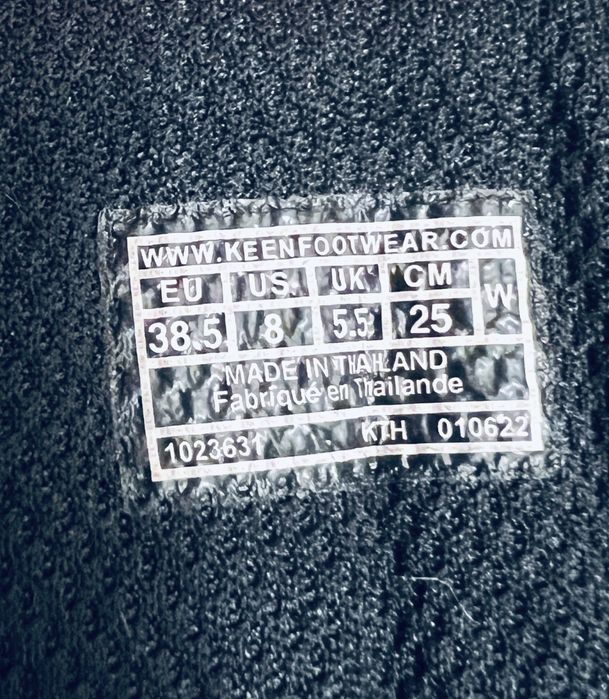 WWW.KEENFOOTWEAR.COM
EU US UK CM W
38.5 8 5.5 25
MADE IN THAILAND
Fabriqué en Thaïlande
1023631 KTH 010622